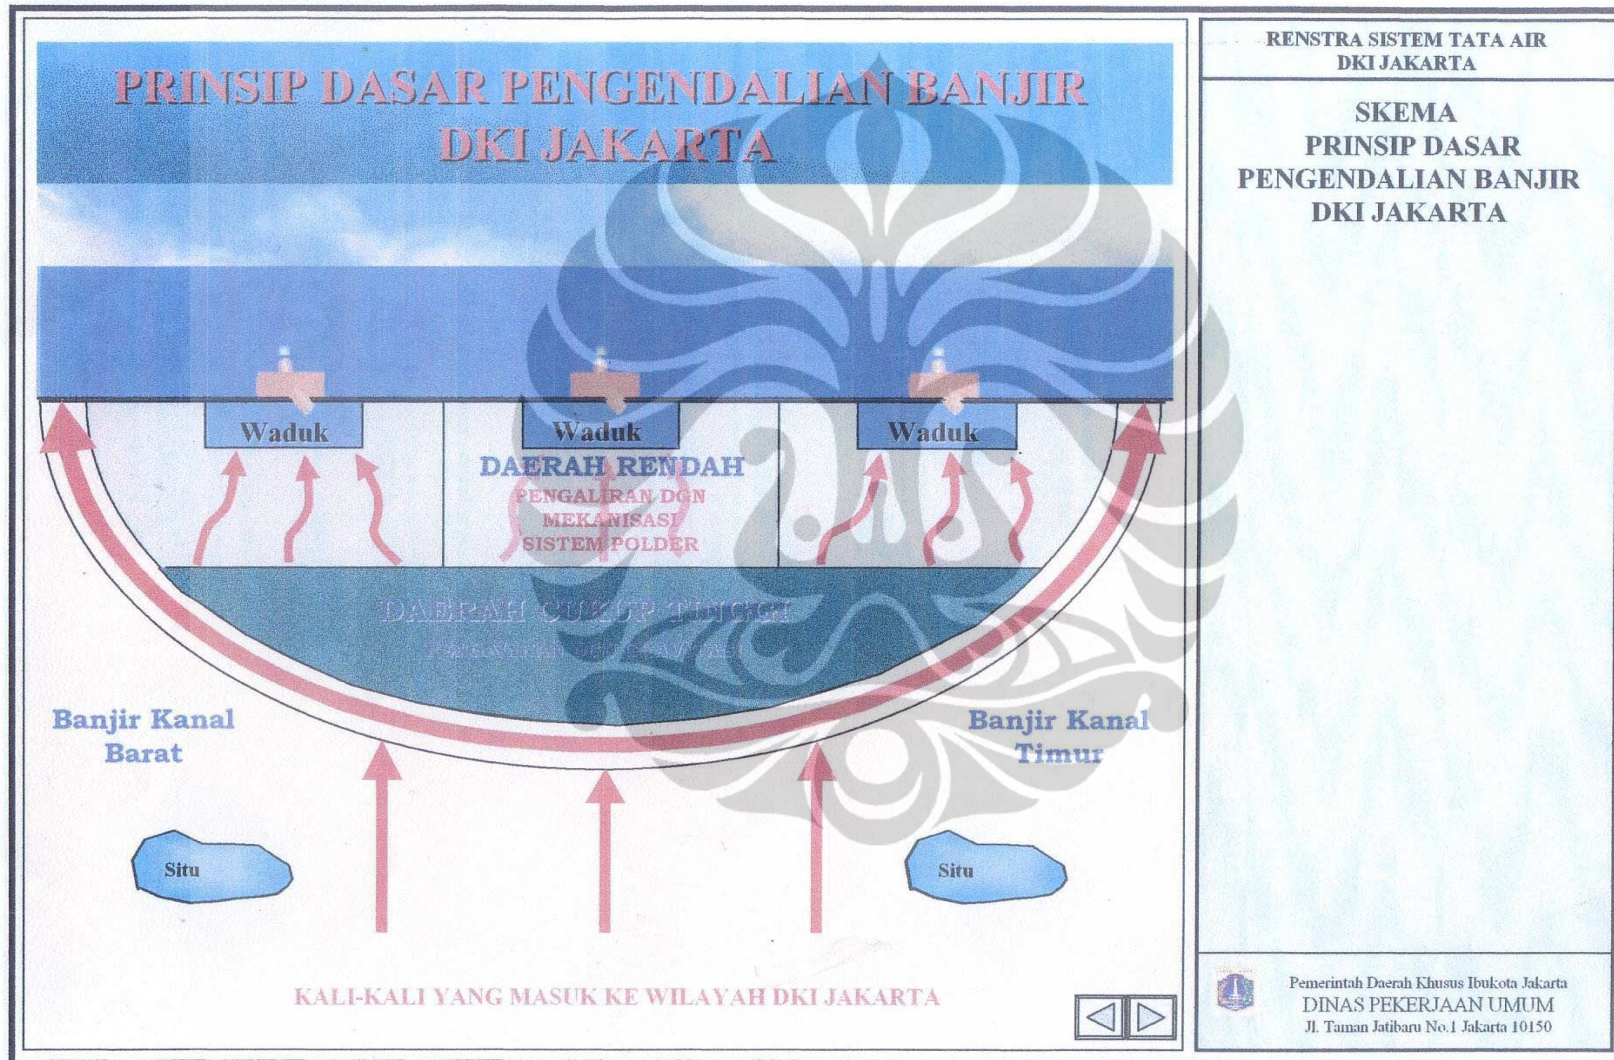 PRINSIP DASAR PENGENDALIAN BANJIR
DKI JAKARTA
Waduk
Waduk
Waduk
DAERAH RENDAH
PENGALIRAN DGN
MEKANISASI
SISTEM POLDER
DAERAH CUKUP TINGGI
Banjir Kanal
Barat
Banjir Kanal
Timur
Situ
Situ
KALI-KALI YANG MASUK KE WILAYAH DKI JAKARTA
RENSTRA SISTEM TATA AIR
DKI JAKARTA
SKEMA
PRINSIP DASAR
PENGENDALIAN BANJIR
DKI JAKARTA
Pemerintah Daerah Khusus Ibukota Jakarta
DINAS PEKERJAAN UMUM
Jl. Taman Jatibaru No.1 Jakarta 10150